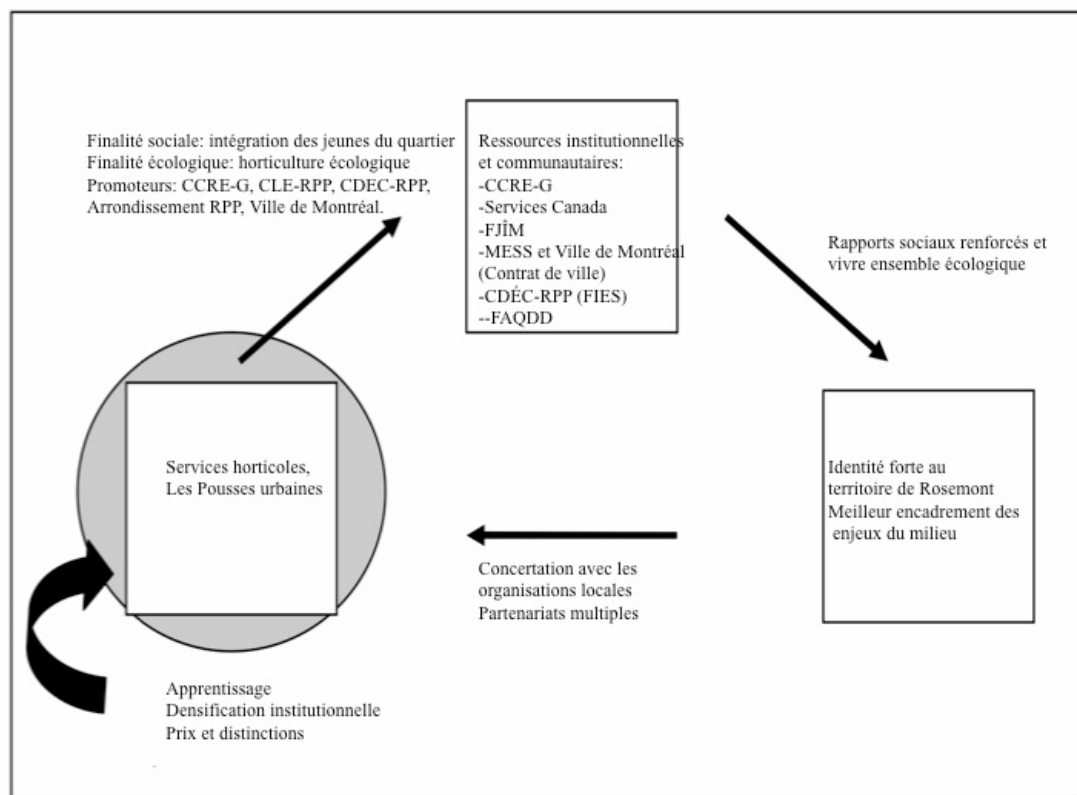 Finalité sociale: intégration des jeunes du quartier
Finalité écologique: horticulture écologique
Promoteurs: CCRE-G, CLE-RPP, CDEC-RPP,
Arrondissement RPP, Ville de Montréal.
Ressources institutionnelles
et communautaires:
-CCRE-G
-Services Canada
-FJÎM
-MESS et Ville de Montréal
(Contrat de ville)
-CDÉC-RPP (FIES)
--FAQDD
Rapports sociaux renforcés et
vivre ensemble écologique
Identité forte au
territoire de Rosemont
Meilleur encadrement des
enjeux du milieu
Concertation avec les
organisations locales
Partenariats multiples
Services horticoles,
Les Pousses urbaines
Apprentissage
Densification institutionnelle
Prix et distinctions